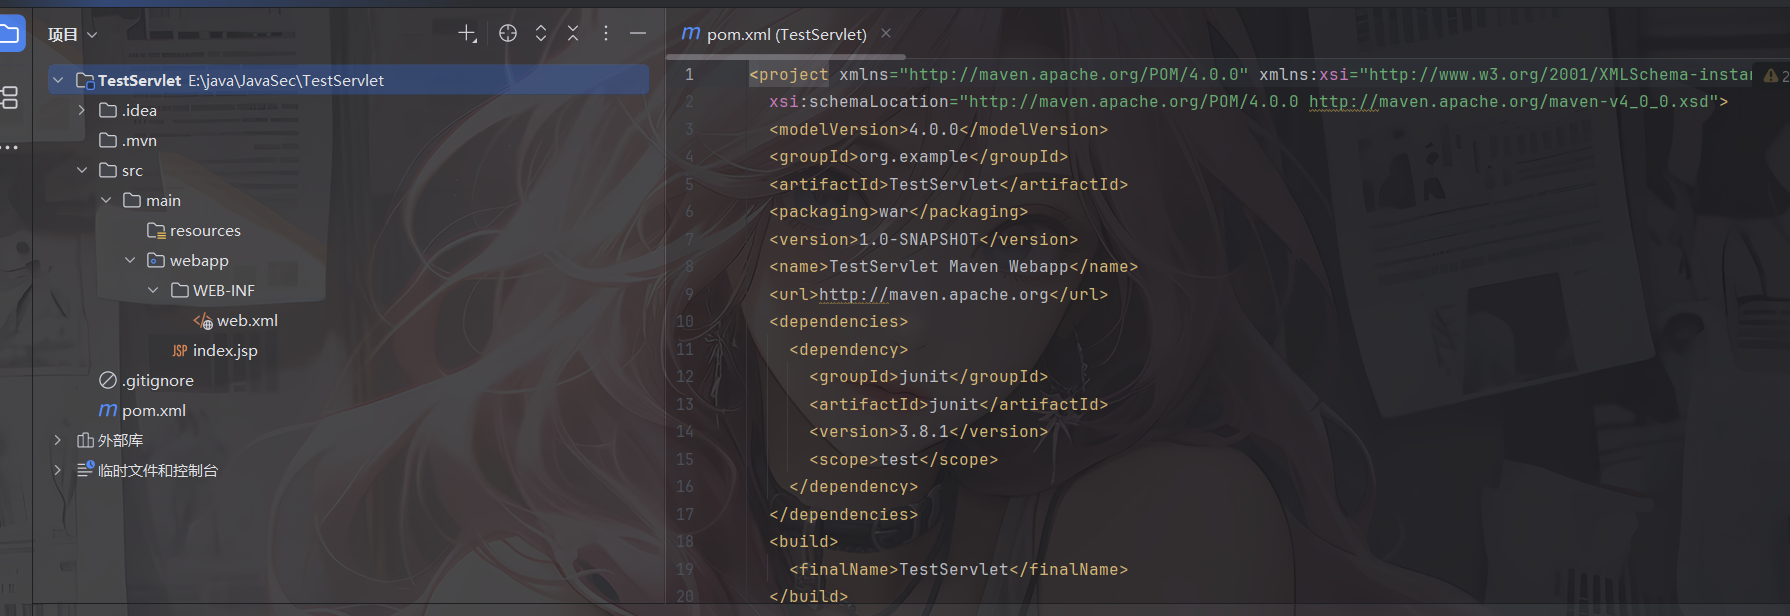 项目
pom.xml (TestServlet)
TestServlet E:\java\JavaSec\TestServlet
.idea
.mvn
src
main
resources
webapp
WEB-INF
web.xml
JSP index.jsp
.gitignore
pom.xml
外部库
临时文件和控制台
1 <project xmlns="http://maven.apache.org/POM/4.0.0" xmlns:xsi="http://www.w3.org/2001/XMLSchema-instan 2
2 xsi:schemaLocation="http://maven.apache.org/POM/4.0.0 http://maven.apache.org/maven-v4_0_0.xsd">
3 <modelVersion>4.0.0</modelVersion>
4 <groupId>org.example</groupId>
5 <artifactId>TestServlet</artifactId>
6 <packaging>war</packaging>
7 <version>1.0-SNAPSHOT</version>
8 <name>TestServlet Maven Webapp</name>
9 <url>http://maven.apache.org</url>
10 <dependencies>
11 <dependency>
12 <groupId>junit</groupId>
13 <artifactId>junit</artifactId>
14 <version>3.8.1</version>
15 <scope>test</scope>
16 </dependency>
17 </dependencies>
18 <build>
19 <finalName>TestServlet</finalName>
20 </build>